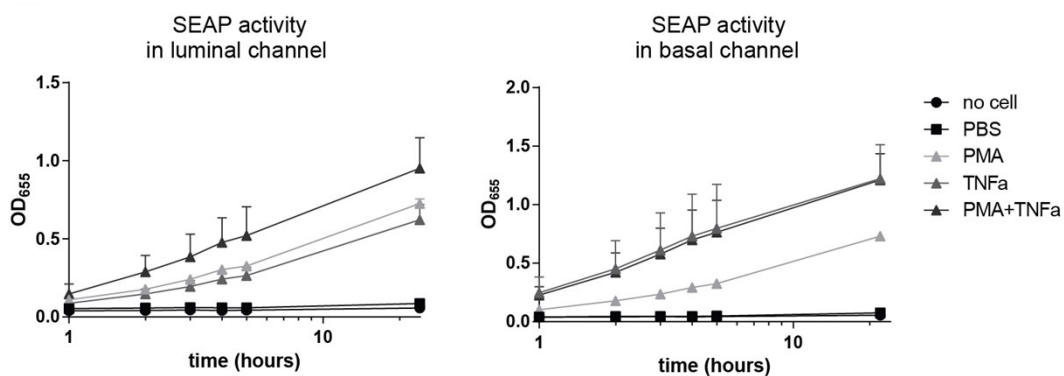 SEAP activity
in luminal channel
OD655
1.5
1.0
0.5
0.0
1
10
time (hours)
SEAP activity
in basal channel
OD655
2.0
1.5
1.0
0.5
0.0
1
10
time (hours)
no cell
PBS
PMA
TNFa
PMA+TNFa